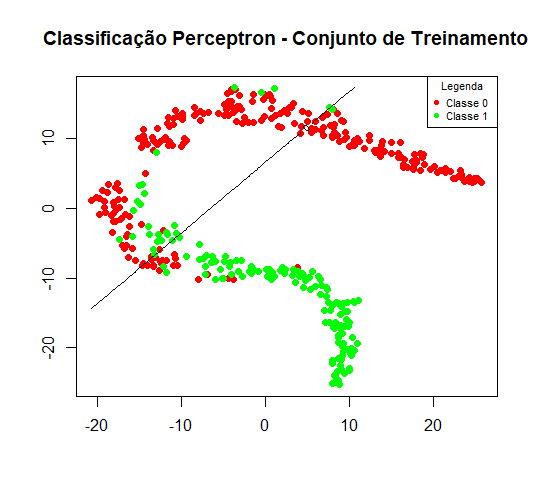 Classificação Perceptron - Conjunto de Treinamento
Legenda
Classe 0
Classe 1
10
0
-10
-20
-20 -10 0 10 20